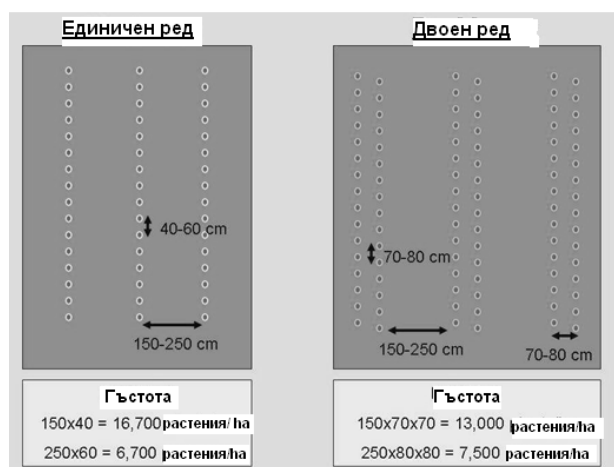 Единичен ред
40-60 cm
150-250 cm
Гъстота
150x40 = 16,700 растения/ ha
250x60 = 6,700 растения/ha
Двоен ред
70-80 cm
150-250 cm
70-80 cm
Гъстота
150x70x70 = 13,000 растения/ha
250x80x80 = 7,500 растения/ha